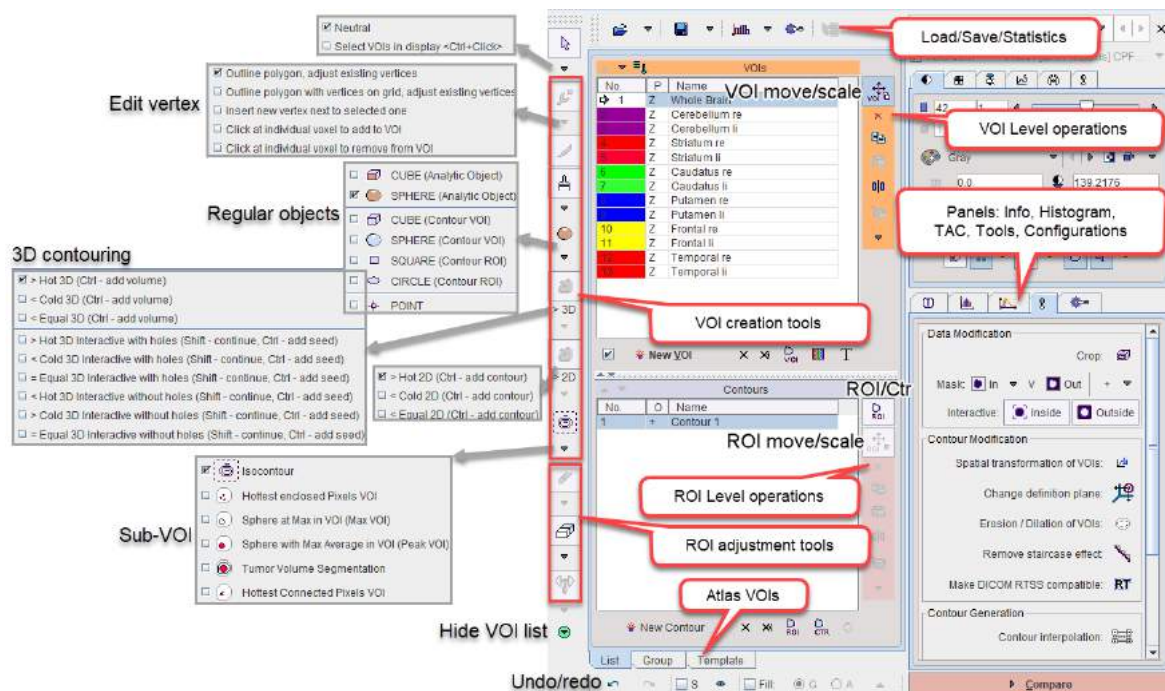 Neutral
Select VOIs in display <Ctrl+Click>
Load/Save/Statistics
Edit vertex
Outline polygon, adjust existing vertices
Outline polygon with vertices on grid, adjust existing vertices
Insert new vertex next to selected one
Click at individual voxel to add to VOI
Click at individual voxel to remove from VOI
Regular objects
CUBE (Analytic Object)
SPHERE (Analytic Object)
CUBE (Contour VOI)
SPHERE (Contour VOI)
SQUARE (Contour ROI)
CIRCLE (Contour ROI)
POINT
3D contouring
> Hot 3D (Ctrl - add volume)
< Cold 3D (Ctrl - add volume)
< Equal 3D (Ctrl - add volume)
> Hot 3D Interactive with holes (Shift - continue, Ctrl - add seed)
< Cold 3D Interactive with holes (Shift - continue, Ctrl - add seed)
= Equal 3D Interactive with holes (Shift - continue, Ctrl - add seed)
< Hot 3D Interactive without holes (Shift - continue, Ctrl - add seed)
> Cold 3D Interactive without holes (Shift - continue, Ctrl - add seed)
= Equal 3D Interactive without holes (Shift - continue, Ctrl - add seed)
> Hot 2D (Ctrl - add contour)
< Cold 2D (Ctrl - add contour)
< Equal 2D (Ctrl - add contour)
Sub-VOI
Isocontour
Hottest enclosed Pixels VOI
Sphere at Max in VOI (Max VOI)
Sphere with Max Average in VOI (Peak VOI)
Tumor Volume Segmentation
Hottest Connected Pixels VOI
Hide VOI list
Undo/redo
> 3D
> 2D
VOIs
No. P Name
VOI move/scale
1 Z Whole Brain
Z Cerebellum re
Z Cerebellum li
Z Striatum re
Z Striatum li
6 Z Caudatus re
7 Z Caudatus li
Z Putamen re
Z Putamen li
10 Z Frontal re
11 Z Frontal li
12 Z Temporal re
13 Z Temporal li
VOI creation tools
New VOI
VOI
T
Contours
ROI/Ctr
No. O Name
1 + Contour 1
ROI
ROI move/scale
ROI Level operations
ROI adjustment tools
Atlas VOIs
New Contour
ROI
CTR
List Group Template
S Fill: G A
VOI
VOI Level operations
CPF...
42 1
Gray
0.0 139.2176
Panels: Info, Histogram,
TAC, Tools, Configurations
Data Modification
Crop:
Mask: In V Out +
Interactive: Inside Outside
Contour Modification
Spatial transformation of VOIs:
Change definition plane:
Erosion / Dilation of VOIs:
Remove staircase effect
Make DICOM RTSS compatible: RT
Contour Generation
Contour interpolation:
Compare